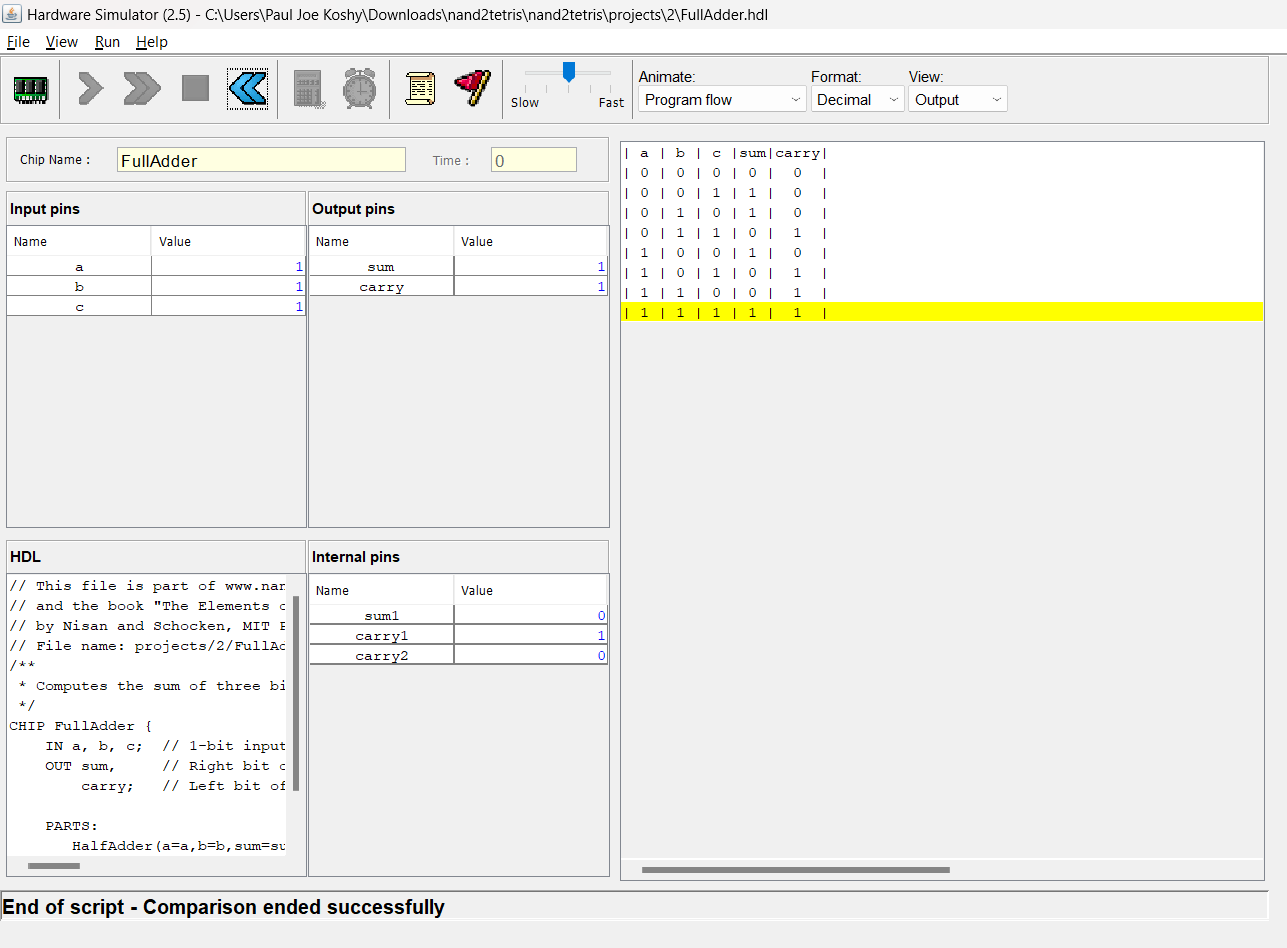 Hardware Simulator (2.5) - C:\Users\Paul Joe Koshy\Downloads\nand2tetris\nand2tetris\projects\2\FullAdder.hdl
File View Run Help
Animate: Format: View:
Slow Fast Program flow Decimal Output
Chip Name : FullAdder Time : 0
Input pins
Name Value
a 1
b 1
c 1
Output pins
Name Value
sum 1
carry 1
| a | b | c |sum|carry|
| 0 | 0 | 0 | 0 | 0 |
| 0 | 0 | 1 | 1 | 0 |
| 0 | 1 | 0 | 1 | 0 |
| 0 | 1 | 1 | 0 | 1 |
| 1 | 0 | 0 | 1 | 0 |
| 1 | 0 | 1 | 0 | 1 |
| 1 | 1 | 0 | 0 | 1 |
| 1 | 1 | 1 | 1 | 1 |
HDL
// This file is part of www.nan
// and the book "The Elements o
// by Nisan and Schocken, MIT P
// File name: projects/2/FullAd
/**
* Computes the sum of three bi
*/
CHIP FullAdder {
IN a, b, c; // 1-bit input
OUT sum, // Right bit o
carry; // Left bit of
PARTS:
HalfAdder(a=a,b=b,sum=su
Internal pins
Name Value
sum1 0
carry1 1
carry2 0
End of script - Comparison ended successfully